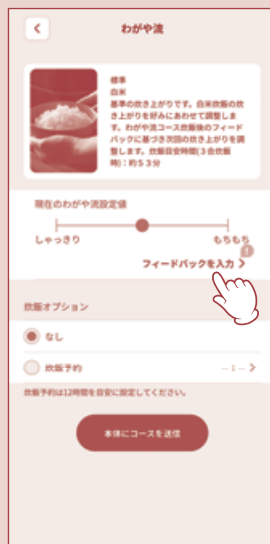 わがや流
標準
白米
基準の炊き上がりです。白米炊飯の炊
き上がりを好みにあわせて調整しま
す。わがや流コース炊飯後のフィード
バックに基づき次回の炊き上がりを調
整します。炊飯目安時間(3合炊飯
時)：約53分
現在のわがや流設定値
しゃっきり
もちもち
!
フィードバックを入力 >
炊飯オプション
なし
炊飯予約
-- : -- >
炊飯予約は12時間を目安に設定してください。
本体にコースを送信